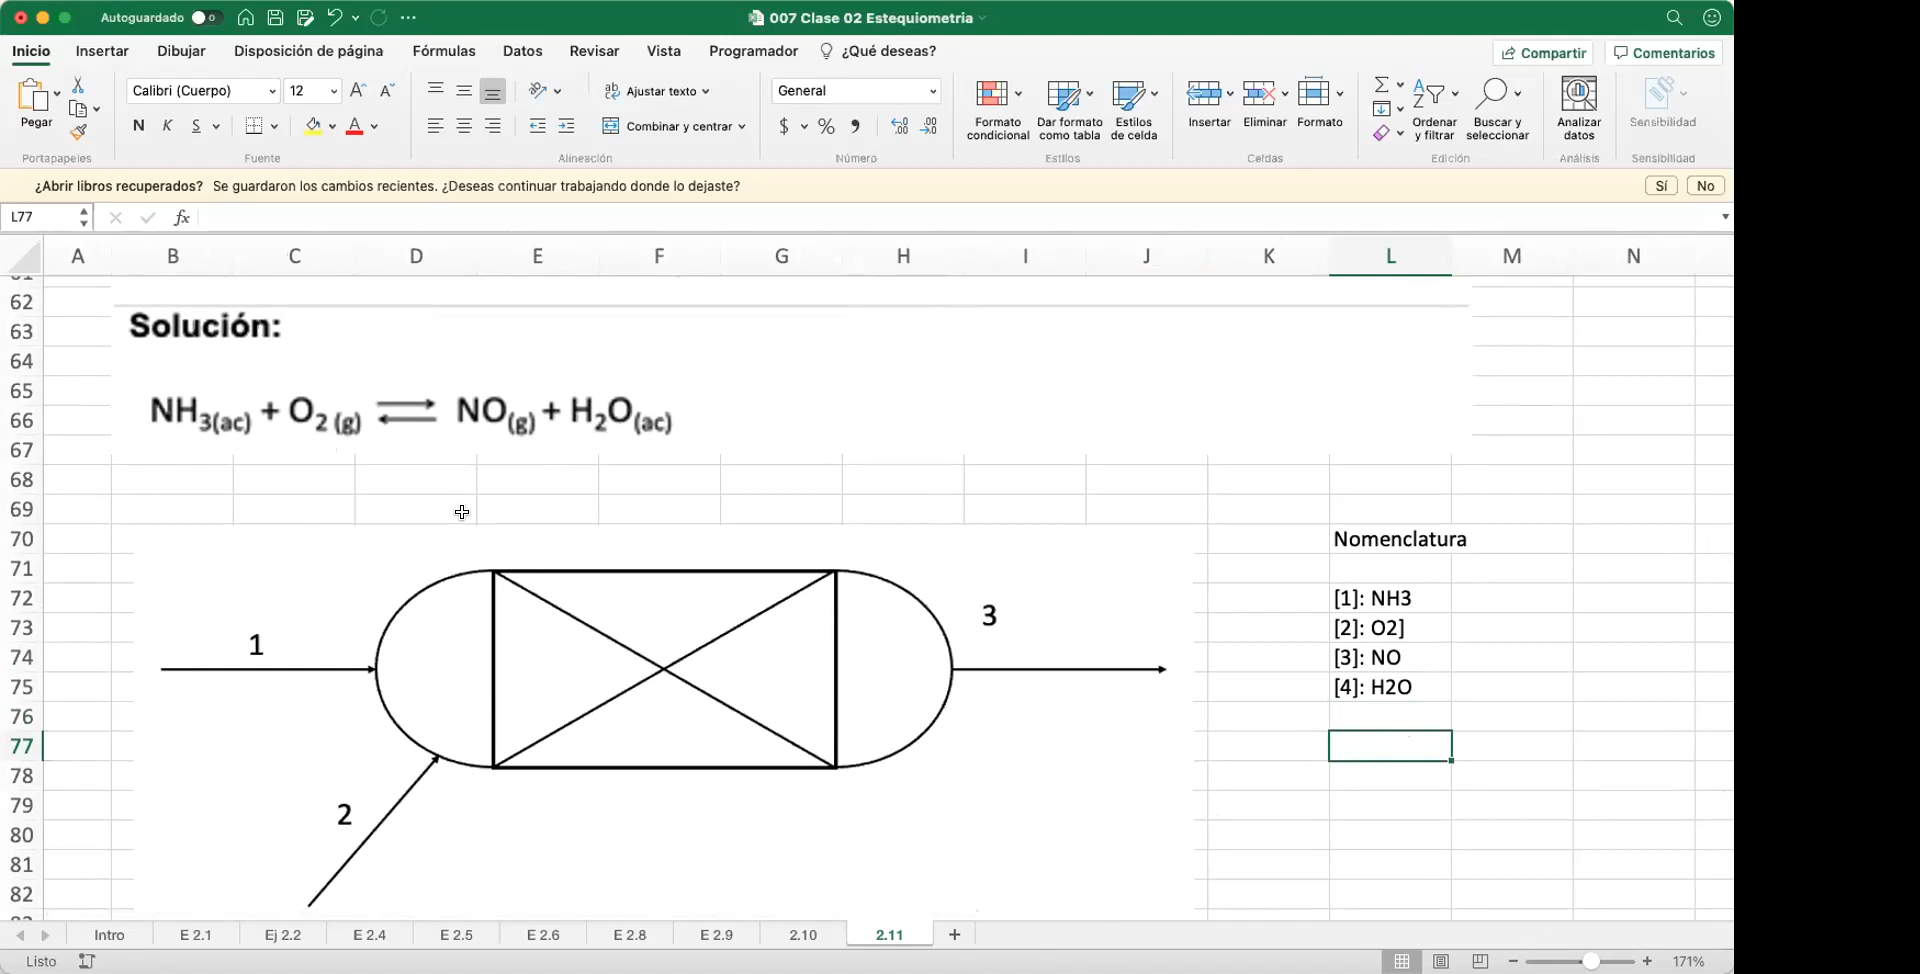 Autoguardado
007 Clase 02 Estequiometria
Inicio Insertar Dibujar Disposición de página Fórmulas Datos Revisar Vista Programador ¿Qué deseas? Compartir Comentarios
Pegar
Calibri (Cuerpo) 12
N K S
Ajustar texto
Combinar y centrar
General
$ %
Formato condicional
Dar formato como tabla
Estilos de celda
Insertar Eliminar Formato
Ordenar y filtrar
Buscar y seleccionar
Analizar datos
Sensibilidad
Portapapeles Fuente Alineación Número Estilos Celdas Edición Análisis Sensibilidad
¿Abrir libros recuperados? Se guardaron los cambios recientes. ¿Deseas continuar trabajando donde lo dejaste? Sí No
L77 fx
A B C D E F G H I J K L M N
62
63
64
65
66
67
68
69
70
71
72
73
74
75
76
77
78
79
80
81
82
Solución:
NH3(ac) + O2 (g) ⇌ NO(g) + H2O(ac)
1
2
3
Nomenclatura
[1]: NH3
[2]: O2]
[3]: NO
[4]: H2O
Intro E 2.1 Ej 2.2 E 2.4 E 2.5 E 2.6 E 2.8 E 2.9 2.10 2.11 +
Listo 171%